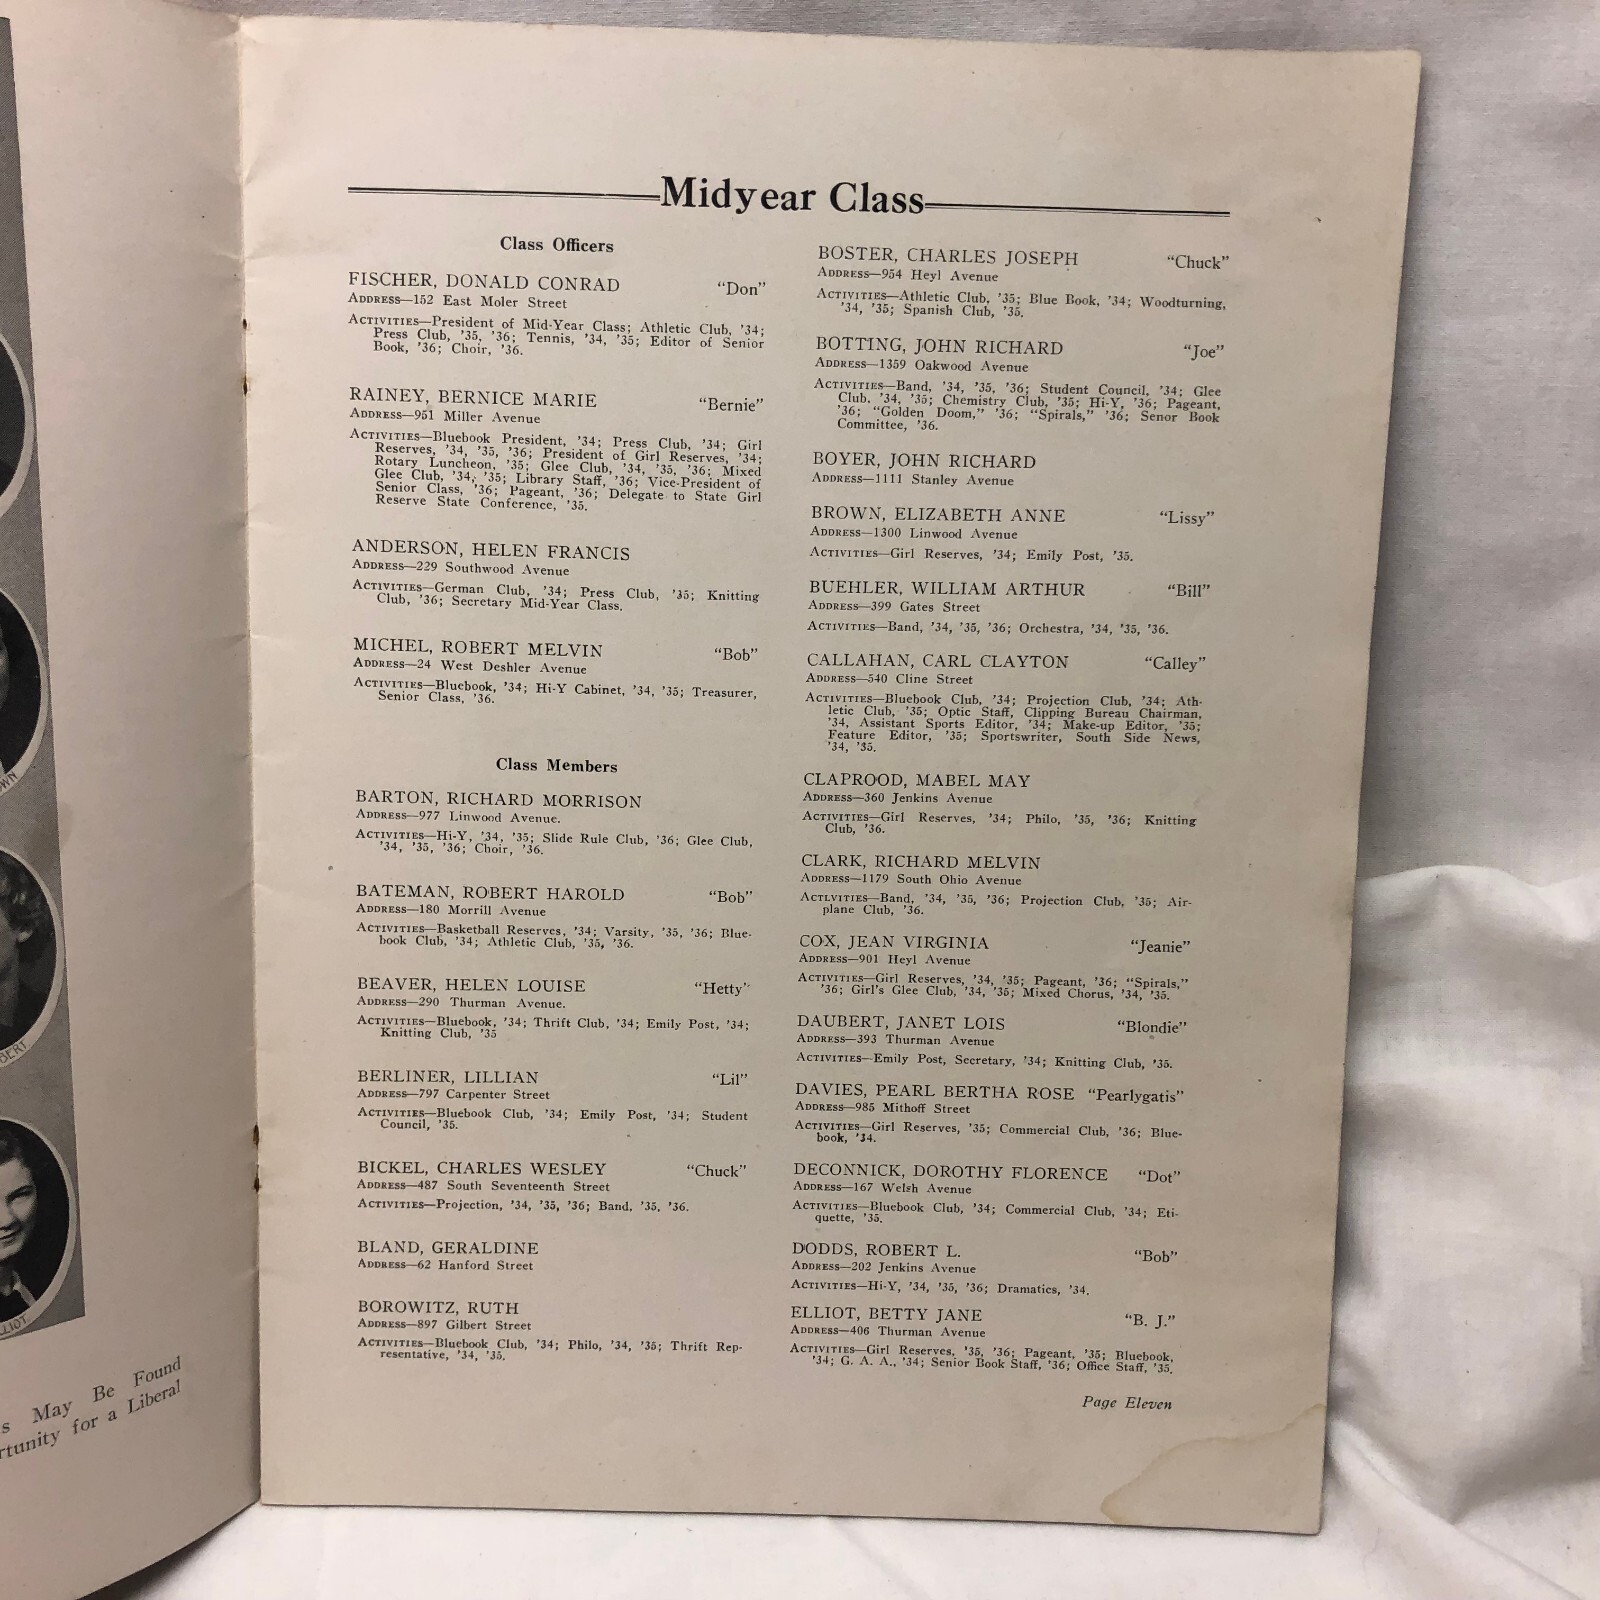 OWN
BERT
LLIOT
s May Be Found
rtunity for a Liberal
Midyear Class
Class Officers
FISCHER, DONALD CONRAD "Don"
ADDRESS—152 East Moler Street
ACTIVITIES—President of Mid-Year Class; Athletic Club, '34;
Press Club, '35, '36; Tennis, '34, '35; Editor of Senior
Book, '36; Choir, '36.
RAINEY, BERNICE MARIE "Bernie"
ADDRESS—951 Miller Avenue
ACTIVITIES—Bluebook President, '34; Press Club, '34; Girl
Reserves, '34, '35, '36; President of Girl Reserves, '34;
Rotary Luncheon, '35; Glee Club, '34, '35, '36; Mixed
Glee Club, '34, '35; Library Staff, '36; Vice-President of
Senior Class, '36; Pageant, '36; Delegate to State Girl
Reserve State Conference, '35.
ANDERSON, HELEN FRANCIS
ADDRESS—229 Southwood Avenue
ACTIVITIES—German Club, '34; Press Club, '35; Knitting
Club, '36; Secretary Mid-Year Class.
MICHEL, ROBERT MELVIN "Bob"
ADDRESS—24 West Deshler Avenue
ACTIVITIES—Bluebook, '34; Hi-Y Cabinet, '34, '35; Treasurer,
Senior Class, '36.
Class Members
BARTON, RICHARD MORRISON
ADDRESS—977 Linwood Avenue.
ACTIVITIES—Hi-Y, '34, '35; Slide Rule Club, '36; Glee Club,
'34, '35, '36; Choir, '36.
BATEMAN, ROBERT HAROLD "Bob"
ADDRESS—180 Morrill Avenue
ACTIVITIES—Basketball Reserves, '34; Varsity, '35, '36; Blue-
book Club, '34; Athletic Club, '35, '36.
BEAVER, HELEN LOUISE "Hetty"
ADDRESS—290 Thurman Avenue.
ACTIVITIES—Bluebook, '34; Thrift Club, '34; Emily Post, '34;
Knitting Club, '35
BERLINER, LILLIAN "Lil"
ADDRESS—797 Carpenter Street
ACTIVITIES—Bluebook Club, '34; Emily Post, '34; Student
Council, '35.
BICKEL, CHARLES WESLEY "Chuck"
ADDRESS—487 South Seventeenth Street
ACTIVITIES—Projection, '34, '35, '36; Band, '35, '36.
BLAND, GERALDINE
ADDRESS—62 Hanford Street
BOROWITZ, RUTH
ADDRESS—897 Gilbert Street
ACTIVITIES—Bluebook Club, '34; Philo, '34, '35; Thrift Rep-
resentative, '34, '35.
BOSTER, CHARLES JOSEPH "Chuck"
ADDRESS—954 Heyl Avenue
ACTIVITIES—Athletic Club, '35; Blue Book, '34; Woodturning,
'34, '35; Spanish Club, '35.
BOTTING, JOHN RICHARD "Joe"
ADDRESS—1359 Oakwood Avenue
ACTIVITIES—Band, '34, '35, '36; Student Council, '34; Glee
Club, '34, '35; Chemistry Club, '35; Hi-Y, '36; Pageant,
'36; "Golden Doom," '36; "Spirals," '36; Senor Book
Committee, '36.
BOYER, JOHN RICHARD
ADDRESS—1111 Stanley Avenue
BROWN, ELIZABETH ANNE "Lissy"
ADDRESS—1300 Linwood Avenue
ACTIVITIES—Girl Reserves, '34; Emily Post, '35.
BUEHLER, WILLIAM ARTHUR "Bill"
ADDRESS—399 Gates Street
ACTIVITIES—Band, '34, '35, '36; Orchestra, '34, '35, '36.
CALLAHAN, CARL CLAYTON "Calley"
ADDRESS—540 Cline Street
ACTIVITIES—Bluebook Club, '34; Projection Club, '34; Ath-
letic Club, '35; Optic Staff, Clipping Bureau Chairman,
'34, Assistant Sports Editor, '34; Make-up Editor, '35;
Feature Editor, '35; Sportswriter, South Side News,
'34, '35.
CLAPROOD, MABEL MAY
ADDRESS—360 Jenkins Avenue
ACTIVITIES—Girl Reserves, '34; Philo, '35, '36; Knitting
Club, '36.
CLARK, RICHARD MELVIN
ADDRESS—1179 South Ohio Avenue
ACTLVITIES—Band, '34, '35, '36; Projection Club, '35; Air-
plane Club, '36.
COX, JEAN VIRGINIA "Jeanie"
ADDRESS—901 Heyl Avenue
ACTIVITIES—Girl Reserves, '34, '35; Pageant, '36; "Spirals,"
'36; Girl's Glee Club, '34, '35; Mixed Chorus, '34, '35.
DAUBERT, JANET LOIS "Blondie"
ADDRESS—393 Thurman Avenue
ACTIVITIES—Emily Post, Secretary, '34; Knitting Club, '35.
DAVIES, PEARL BERTHA ROSE "Pearlygatis"
ADDRESS—985 Mithoff Street
ACTIVITIES—Girl Reserves, '35; Commercial Club, '36; Blue-
book, '34.
DECONNICK, DOROTHY FLORENCE "Dot"
ADDRESS—167 Welsh Avenue
ACTIVITIES—Bluebook Club, '34; Commercial Club, '34; Eti-
quette, '35.
DODDS, ROBERT L. "Bob"
ADDRESS—202 Jenkins Avenue
ACTIVITIES—Hi-Y, '34, '35, '36; Dramatics, '34.
ELLIOT, BETTY JANE "B. J."
ADDRESS—406 Thurman Avenue
ACTIVITIES—Girl Reserves, '35, '36; Pageant, '35; Bluebook,
'34; G. A. A., '34; Senior Book Staff, '36; Office Staff, '35.
Page Eleven